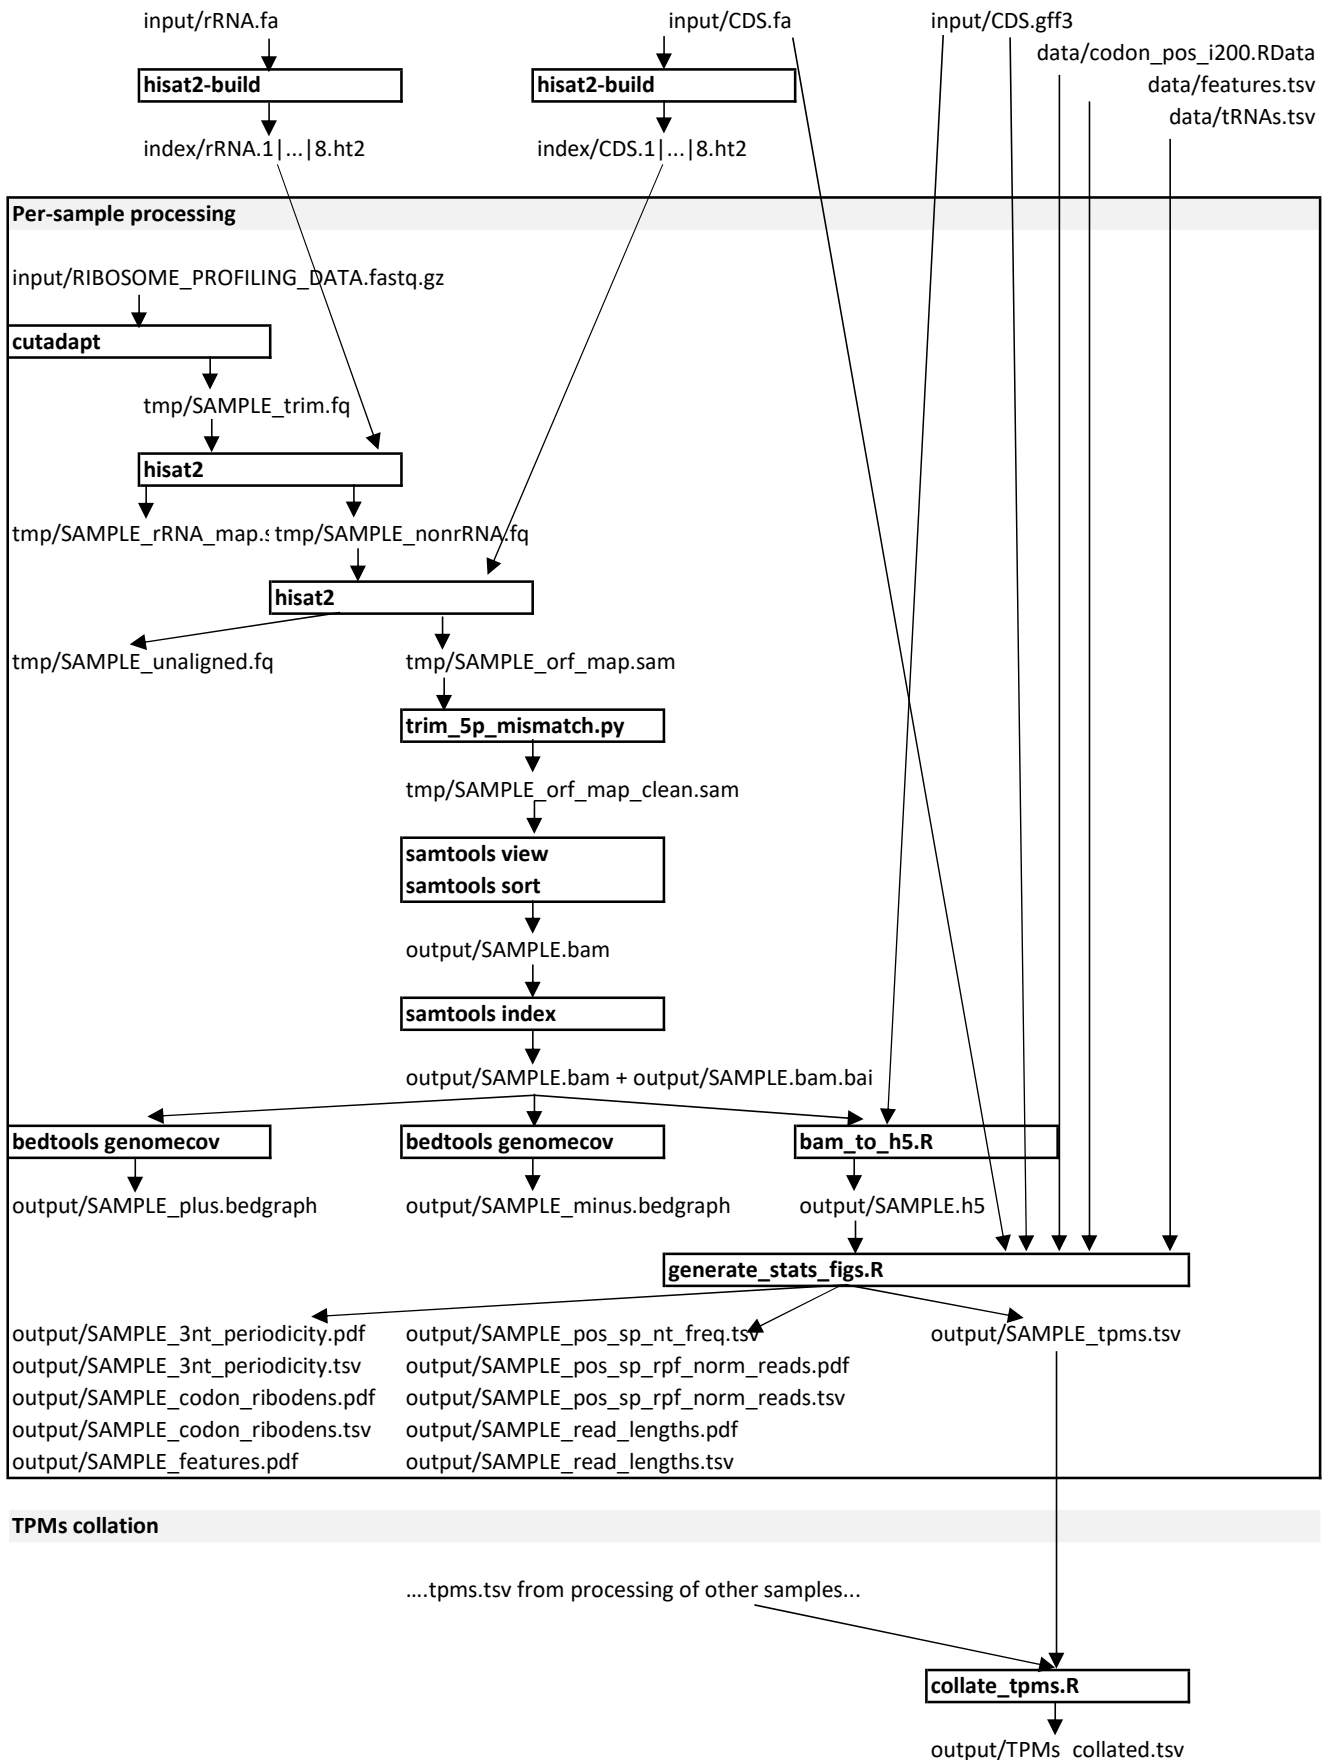 input/rRNA.fa
input/CDS.fa
input/CDS.gff3
data/codon_pos_i200.RData
hisat2-build
hisat2-build
data/features.tsv
data/tRNAs.tsv
index/rRNA.1|...|8.ht2
index/CDS.1|...|8.ht2
Per-sample processing
input/RIBOSOME_PROFILING_DATA.fastq.gz
cutadapt
tmp/SAMPLE_trim.fq
hisat2
tmp/SAMPLE_rRNA_map.s
tmp/SAMPLE_nonrRNA.fq
hisat2
tmp/SAMPLE_unaligned.fq
tmp/SAMPLE_orf_map.sam
trim_5p_mismatch.py
tmp/SAMPLE_orf_map_clean.sam
samtools view
samtools sort
output/SAMPLE.bam
samtools index
output/SAMPLE.bam + output/SAMPLE.bam.bai
bedtools genomecov
bedtools genomecov
bam_to_h5.R
output/SAMPLE_plus.bedgraph
output/SAMPLE_minus.bedgraph
output/SAMPLE.h5
generate_stats_figs.R
output/SAMPLE_3nt_periodicity.pdf
output/SAMPLE_3nt_periodicity.tsv
output/SAMPLE_codon_ribodens.pdf
output/SAMPLE_codon_ribodens.tsv
output/SAMPLE_features.pdf
output/SAMPLE_pos_sp_nt_freq.tsv
output/SAMPLE_pos_sp_rpf_norm_reads.pdf
output/SAMPLE_pos_sp_rpf_norm_reads.tsv
output/SAMPLE_read_lengths.pdf
output/SAMPLE_read_lengths.tsv
output/SAMPLE_tpms.tsv
TPMs collation
....tpms.tsv from processing of other samples...
collate_tpms.R
output/TPMs_collated.tsv